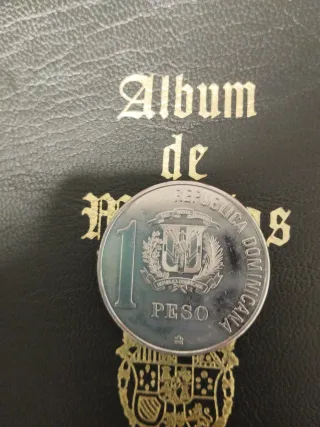 Album
de
REPUBLICA DOMINICANA
1
PESO